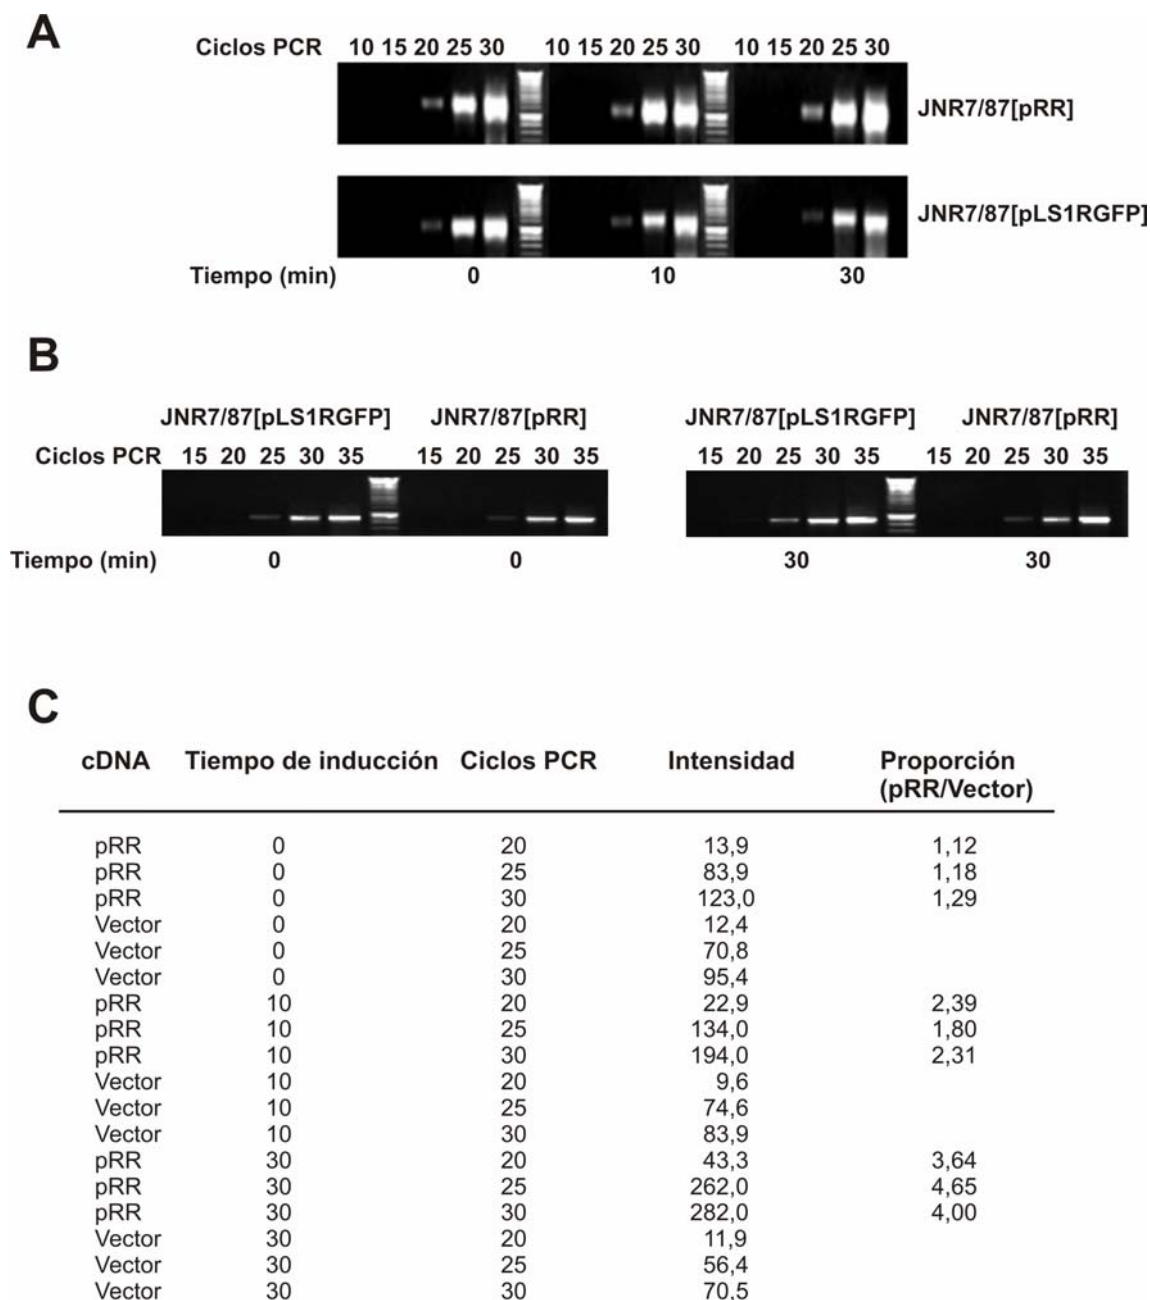 A
Ciclos PCR 10 15 20 25 30 10 15 20 25 30 10 15 20 25 30
JNR7/87[pRR]
JNR7/87[pLS1RGFP]
Tiempo (min) 0 10 30
B
JNR7/87[pLS1RGFP] JNR7/87[pRR] JNR7/87[pLS1RGFP] JNR7/87[pRR]
Ciclos PCR 15 20 25 30 35 15 20 25 30 35 15 20 25 30 35 15 20 25 30 35
Tiempo (min) 0 0 30 30
C
cDNA Tiempo de inducción Ciclos PCR Intensidad Proporción
(pRR/Vector)
pRR 0 20 13,9 1,12
pRR 0 25 83,9 1,18
pRR 0 30 123,0 1,29
Vector 0 20 12,4
Vector 0 25 70,8
Vector 0 30 95,4
pRR 10 20 22,9 2,39
pRR 10 25 134,0 1,80
pRR 10 30 194,0 2,31
Vector 10 20 9,6
Vector 10 25 74,6
Vector 10 30 83,9
pRR 30 20 43,3 3,64
pRR 30 25 262,0 4,65
pRR 30 30 282,0 4,00
Vector 30 20 11,9
Vector 30 25 56,4
Vector 30 30 70,5